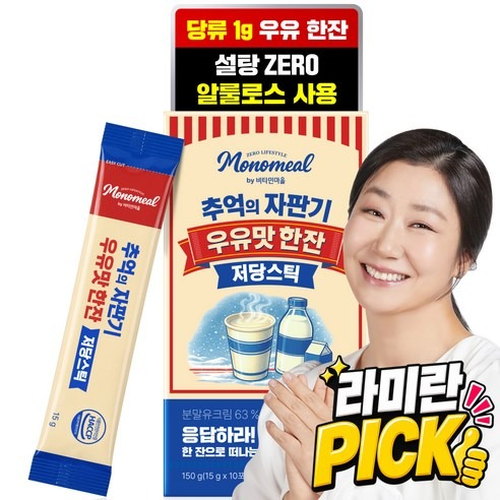 당류 1g 우유 한잔
설탕 ZERO
알룰로스 사용
ZERO LIFESTYLE
Monomeal
by 비타민마을
추억의 자판기
우유맛 한잔
저당스틱
분말유크림 63 %
응답하라!
한 잔으로 떠나는
150 g(15 g x 10포
EASY CUT
ZERO LIFESTYLE
Monomeal
by 비타민마을
추억의 자판기
우유맛 한잔
저당스틱
15 g
HACCP
라미란
PICK